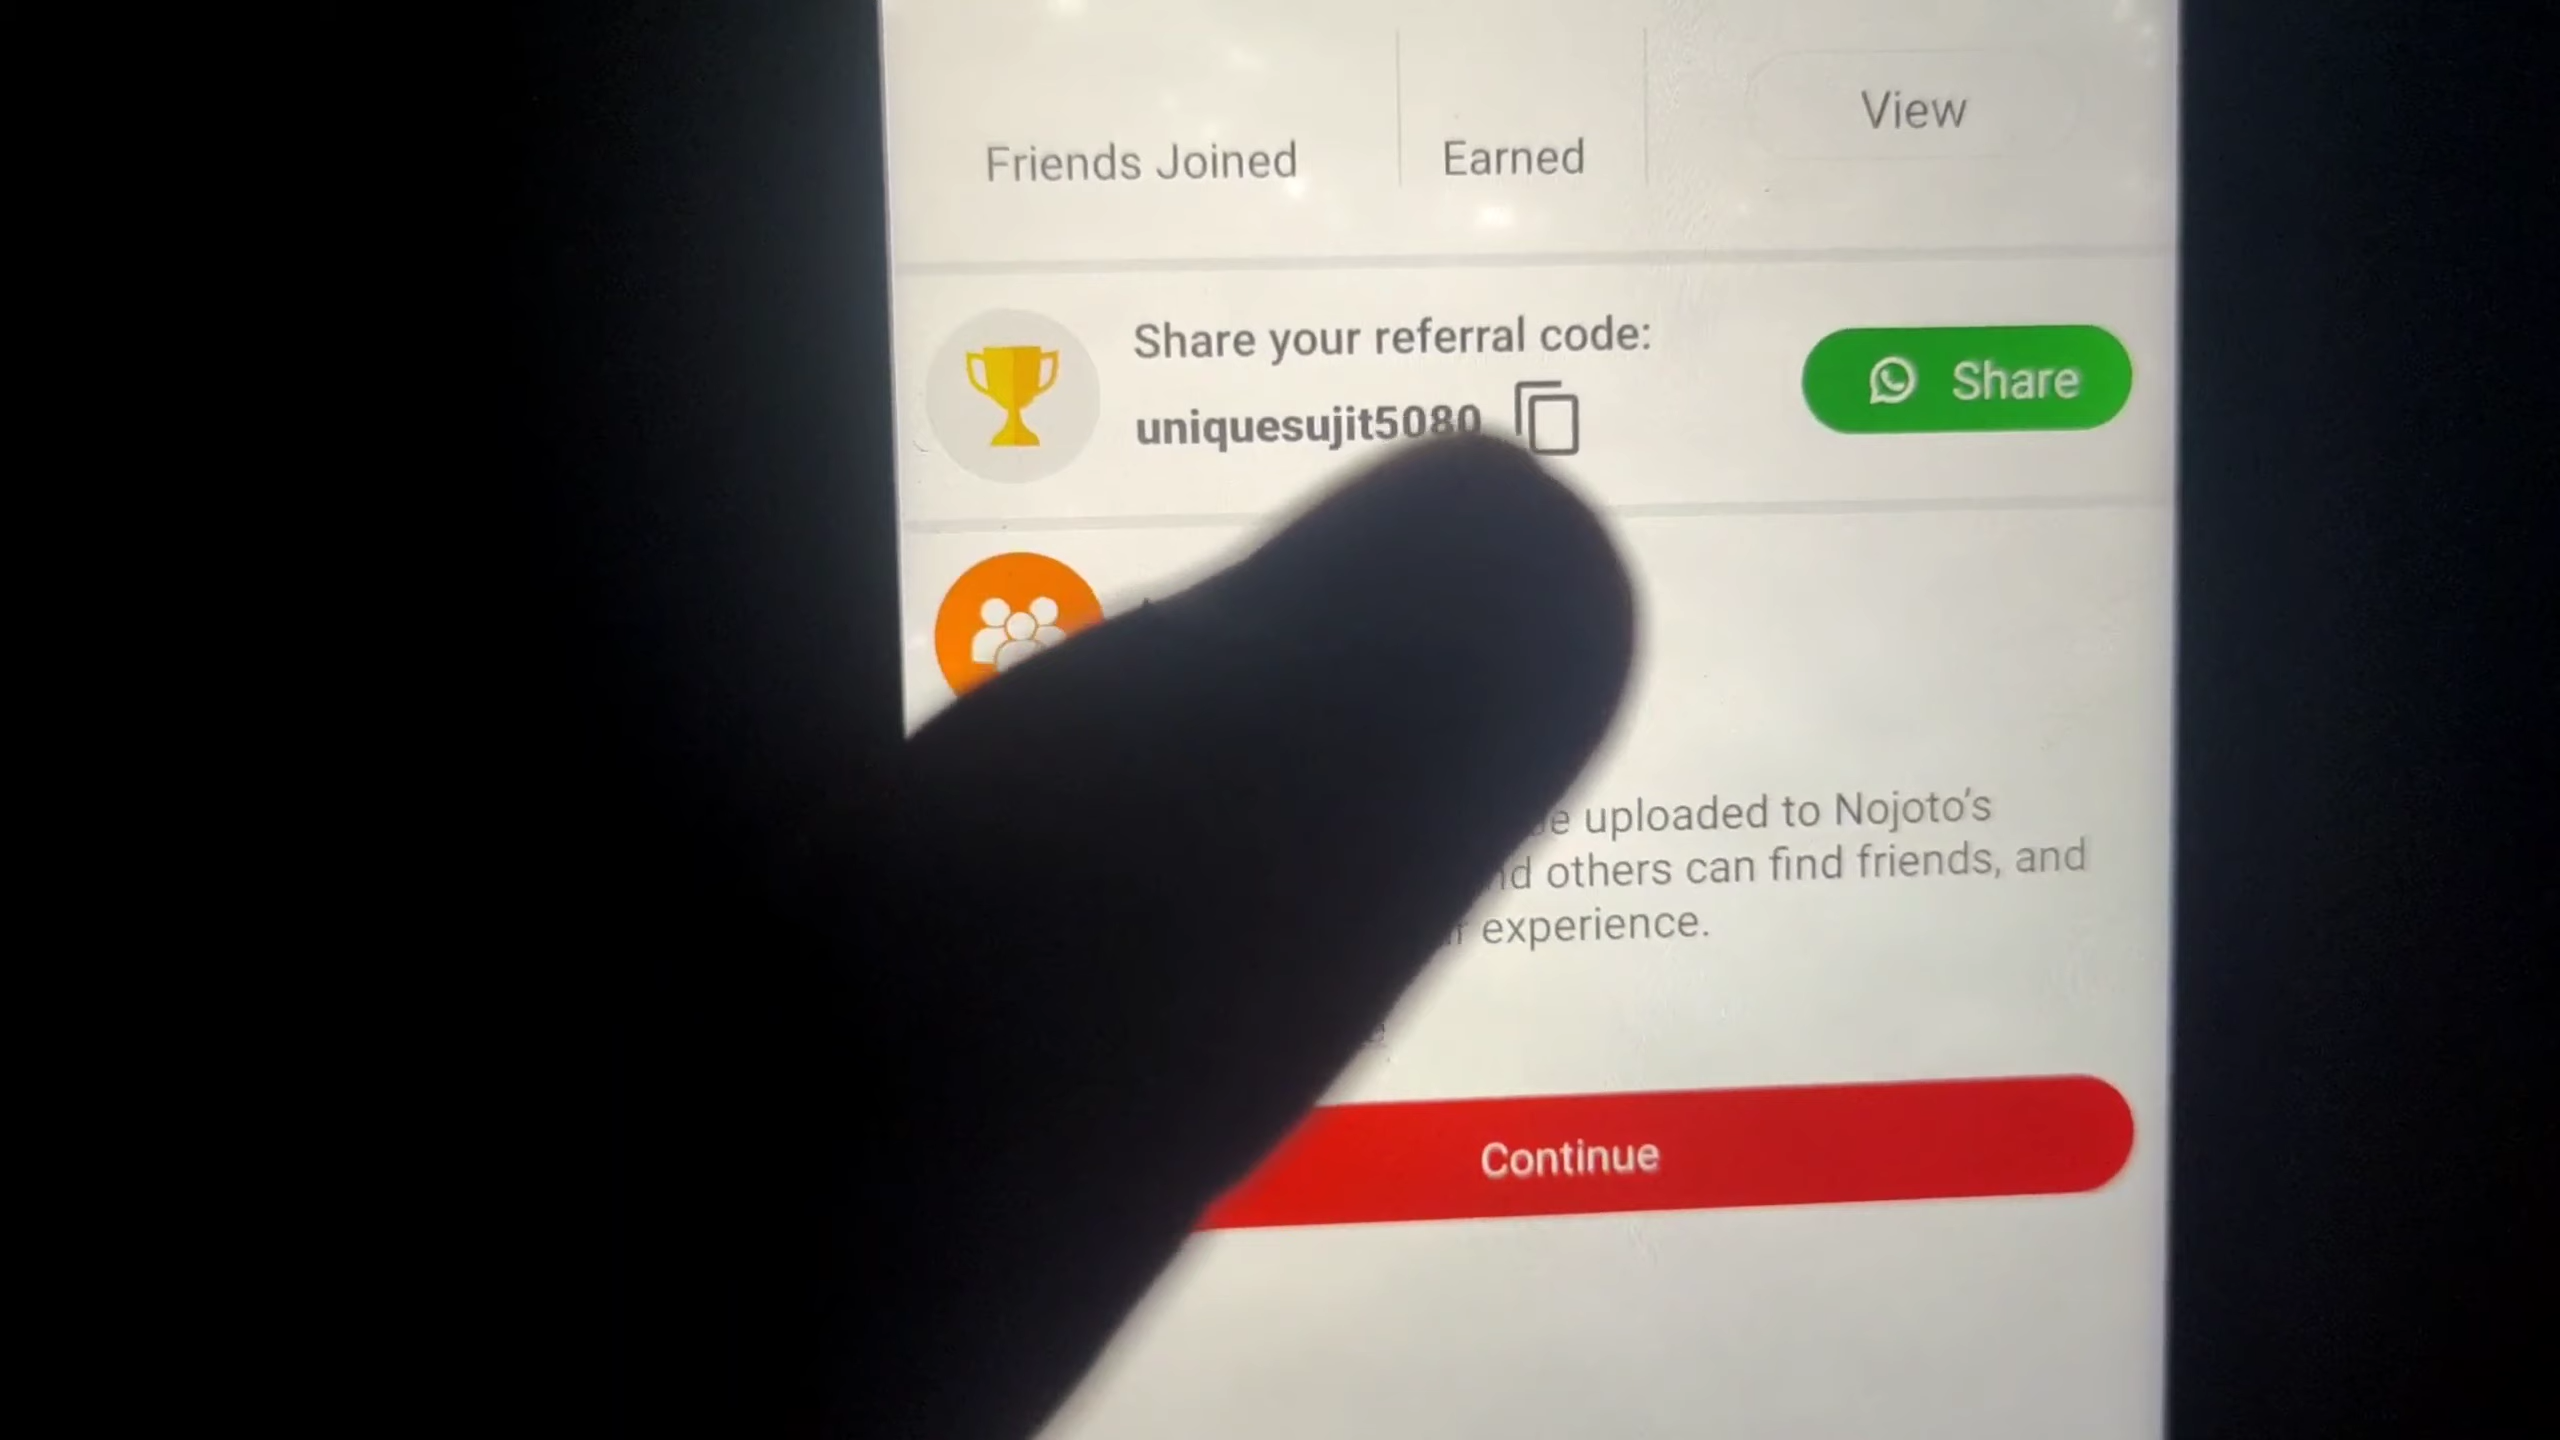 View
Friends Joined
Earned
Share your referral code:
uniquesujit5080
Share
uploaded to Nojoto's
others can find friends, and
experience.
Continue